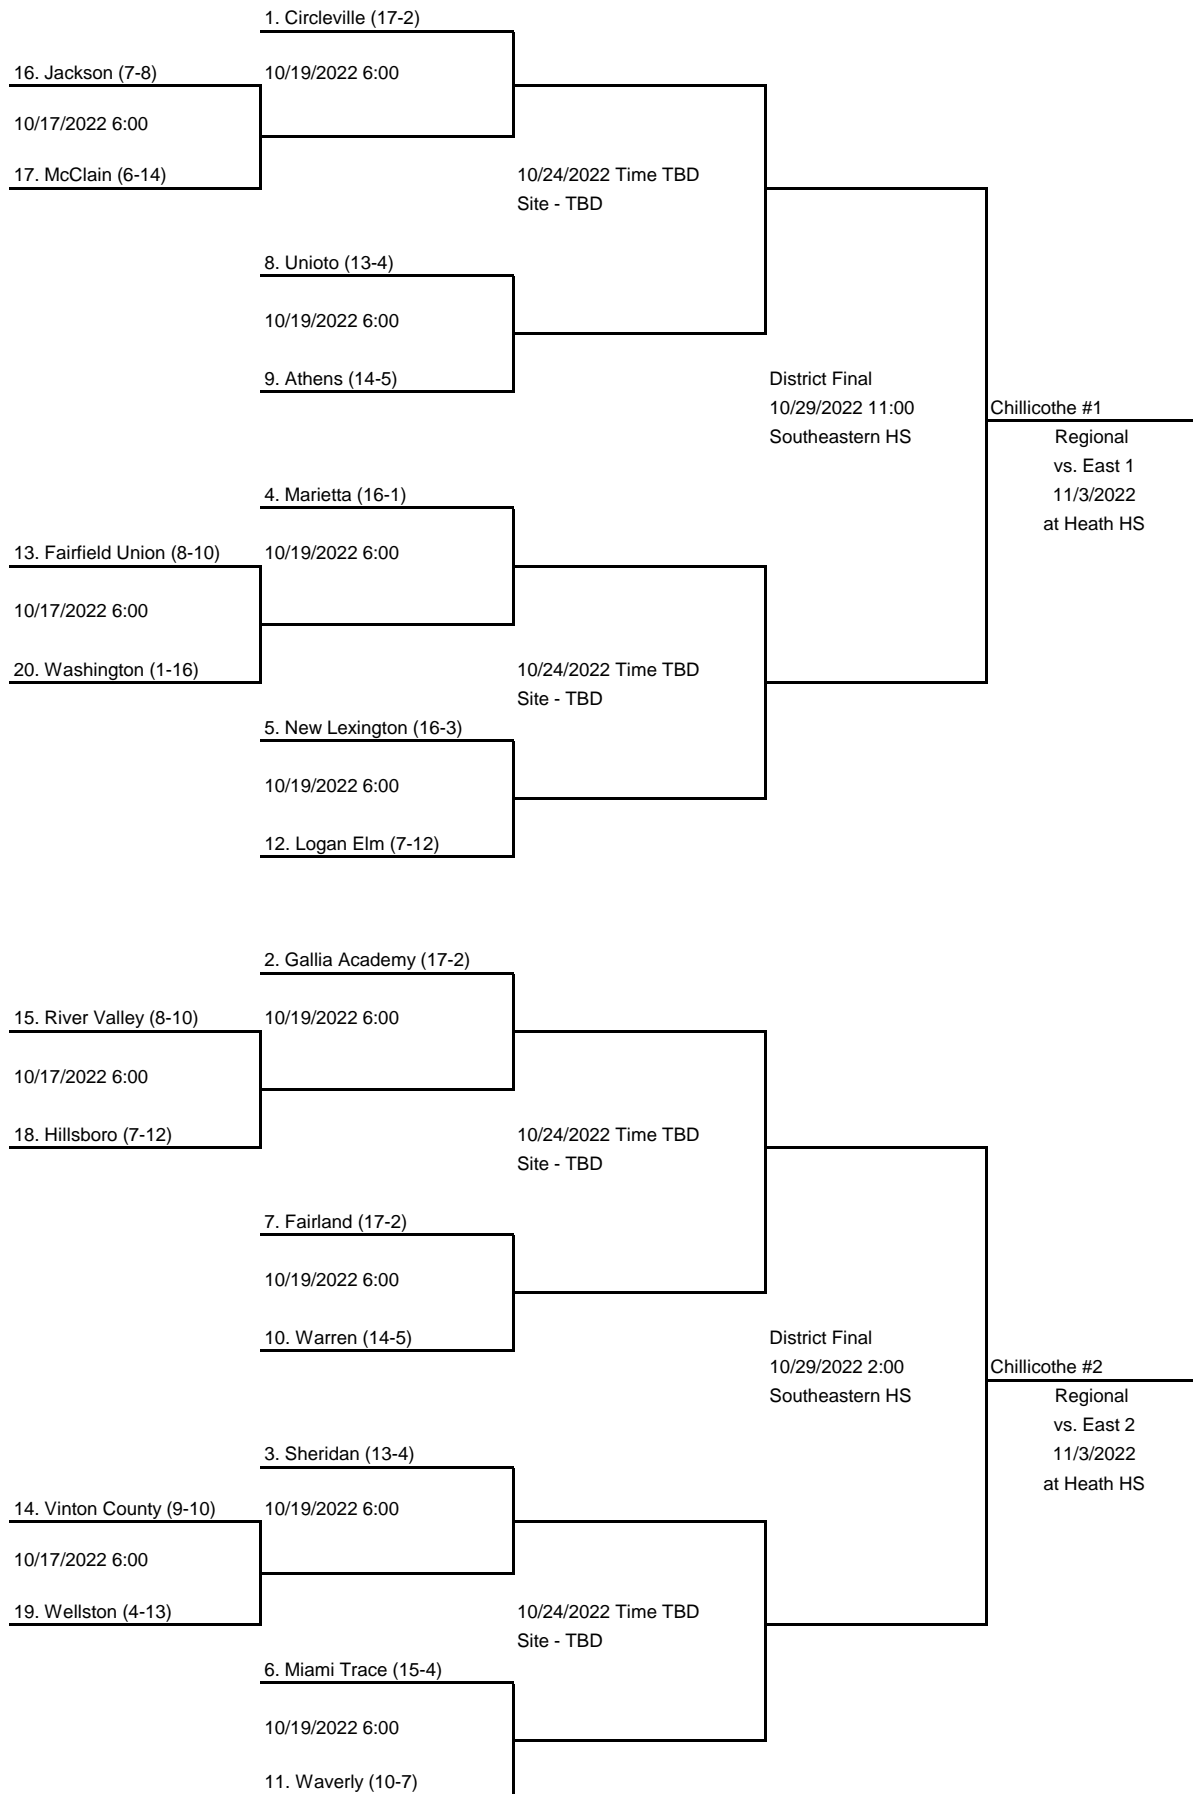 1. Circleville (17-2)
16. Jackson (7-8)
10/19/2022 6:00
10/17/2022 6:00
17. McClain (6-14)
10/24/2022 Time TBD
Site - TBD
8. Unioto (13-4)
10/19/2022 6:00
9. Athens (14-5)
District Final
10/29/2022 11:00
Southeastern HS
Chillicothe #1
Regional
vs. East 1
11/3/2022
at Heath HS
4. Marietta (16-1)
13. Fairfield Union (8-10)
10/19/2022 6:00
10/17/2022 6:00
20. Washington (1-16)
10/24/2022 Time TBD
Site - TBD
5. New Lexington (16-3)
10/19/2022 6:00
12. Logan Elm (7-12)
2. Gallia Academy (17-2)
15. River Valley (8-10)
10/19/2022 6:00
10/17/2022 6:00
18. Hillsboro (7-12)
10/24/2022 Time TBD
Site - TBD
7. Fairland (17-2)
10/19/2022 6:00
10. Warren (14-5)
District Final
10/29/2022 2:00
Southeastern HS
Chillicothe #2
Regional
vs. East 2
11/3/2022
at Heath HS
3. Sheridan (13-4)
14. Vinton County (9-10)
10/19/2022 6:00
10/17/2022 6:00
19. Wellston (4-13)
10/24/2022 Time TBD
Site - TBD
6. Miami Trace (15-4)
10/19/2022 6:00
11. Waverly (10-7)